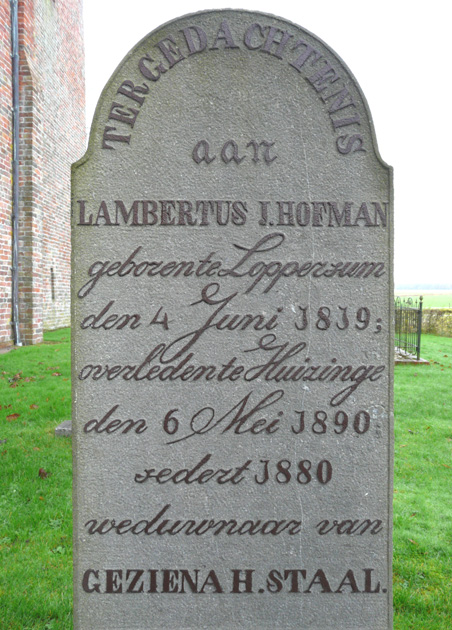 TER GEDACHTENIS
aan
LAMBERTUS J. HOFMAN
geboren te Loppersum
den 4 Juni 1819;
overleden te Huizinge
den 6 Mei 1890.
sedert 1880
weduwnaar van
GEZIENA H. STAAL.